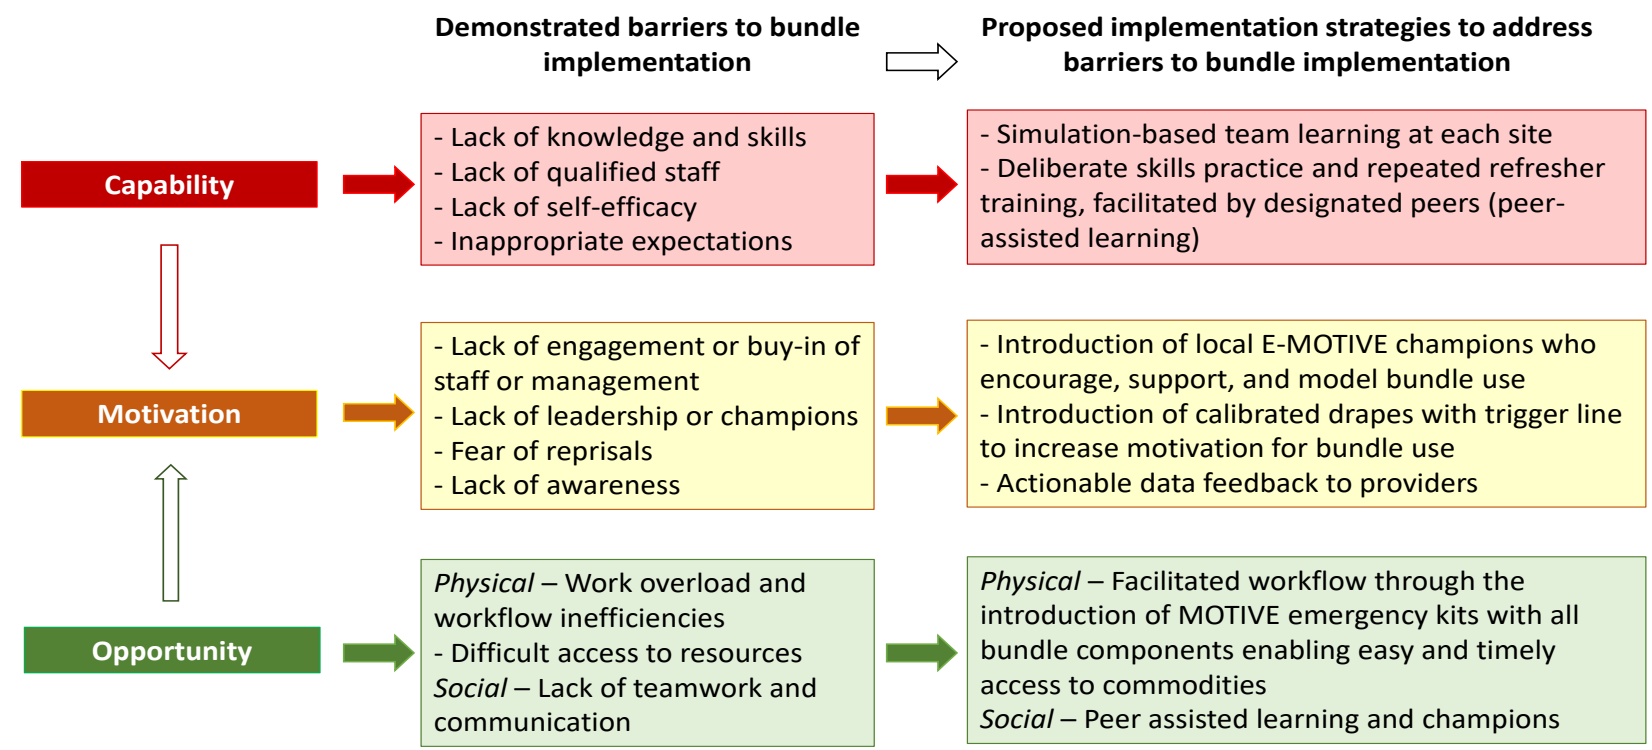 Demonstrated barriers to bundle
implementation
Proposed implementation strategies to address
barriers to bundle implementation
Capability
- Lack of knowledge and skills
- Lack of qualified staff
- Lack of self-efficacy
- Inappropriate expectations
- Simulation-based team learning at each site
- Deliberate skills practice and repeated refresher
training, facilitated by designated peers (peer-
assisted learning)
Motivation
- Lack of engagement or buy-in of
staff or management
- Lack of leadership or champions
- Fear of reprisals
- Lack of awareness
- Introduction of local E-MOTIVE champions who
encourage, support, and model bundle use
- Introduction of calibrated drapes with trigger line
to increase motivation for bundle use
- Actionable data feedback to providers
Opportunity
Physical – Work overload and
workflow inefficiencies
- Difficult access to resources
Social – Lack of teamwork and
communication
Physical – Facilitated workflow through the
introduction of MOTIVE emergency kits with all
bundle components enabling easy and timely
access to commodities
Social – Peer assisted learning and champions